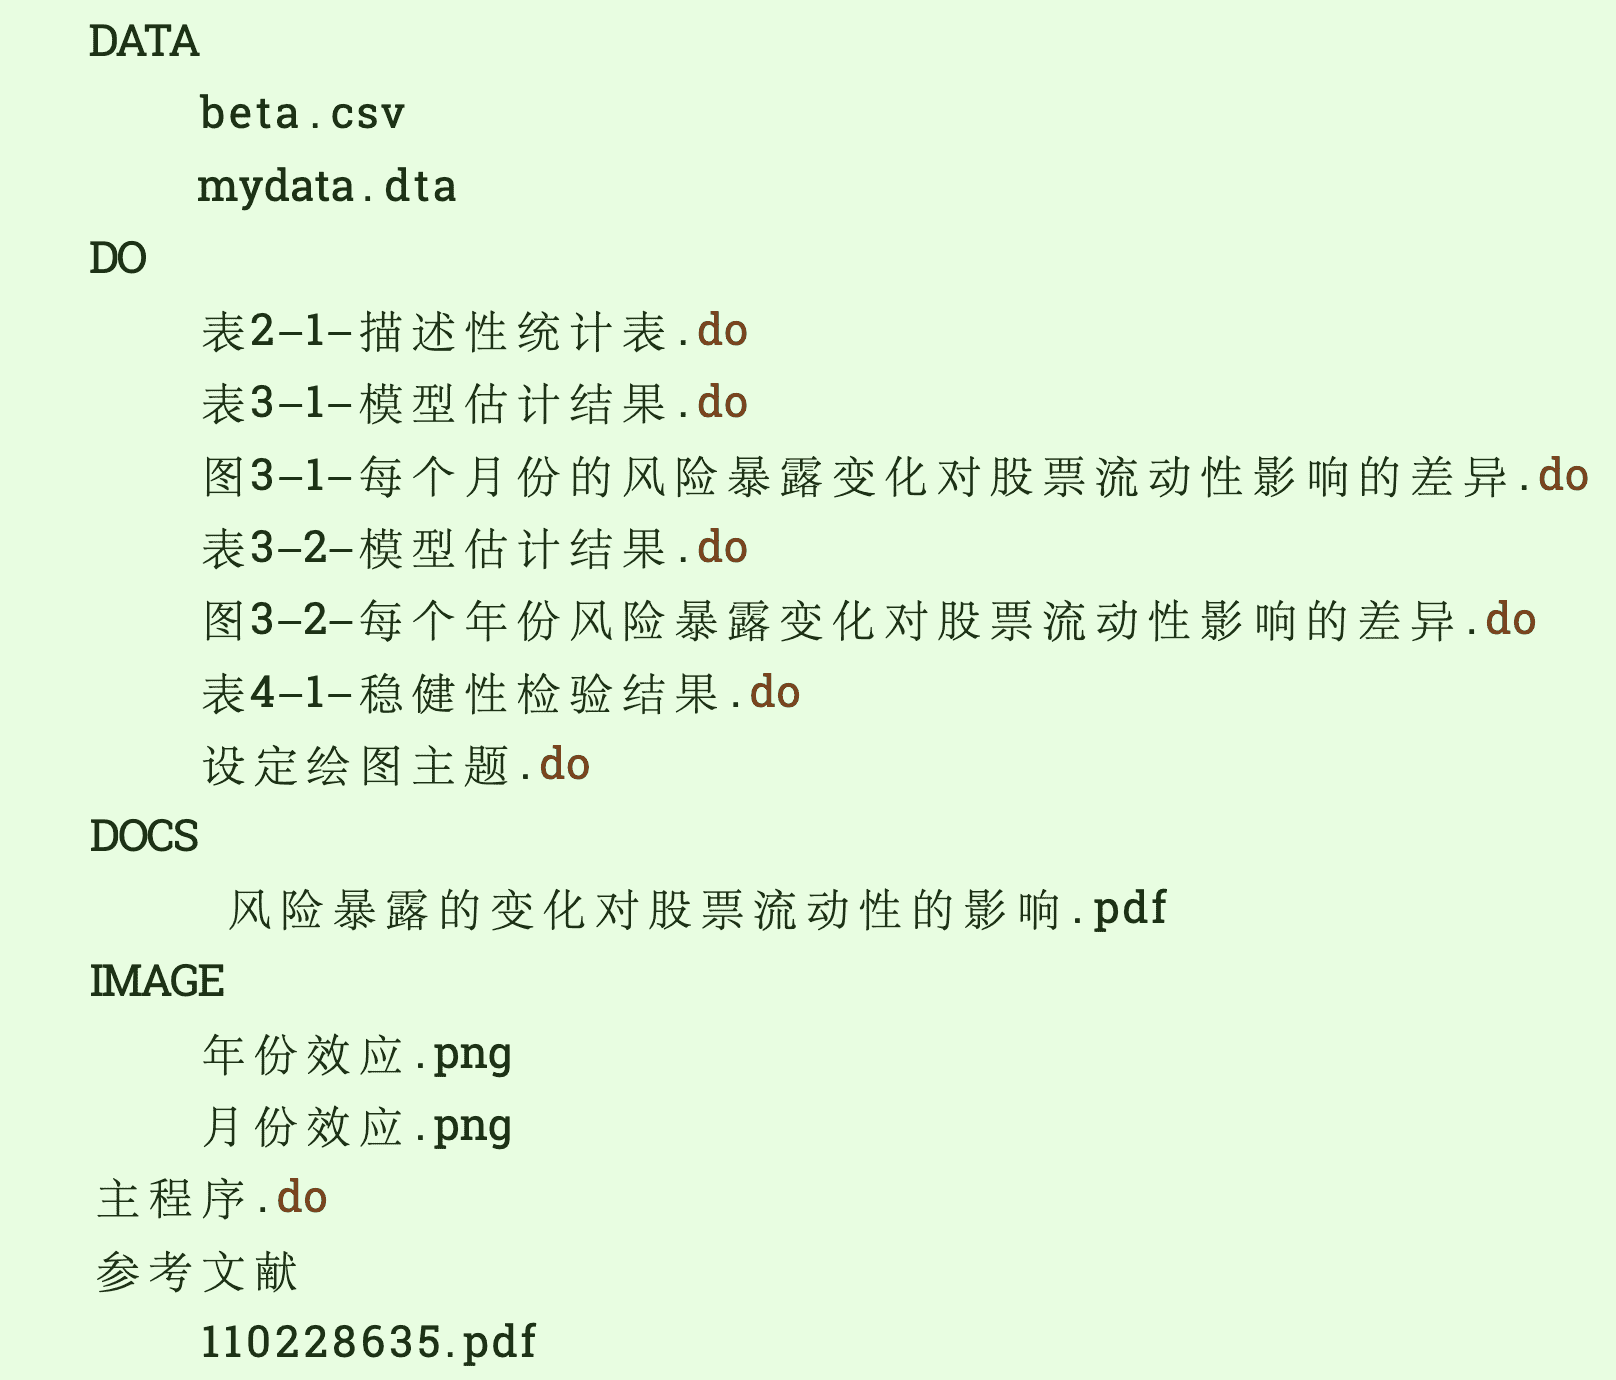 DATA
beta.csv
mydata.dta
DO
表2-1-描述性统计表.do
表3-1-模型估计结果.do
图3-1-每个月份的风险暴露变化对股票流动性影响的差异.do
表3-2-模型估计结果.do
图3-2-每个年份风险暴露变化对股票流动性影响的差异.do
表4-1-稳健性检验结果.do
设定绘图主题.do
DOCS
风险暴露的变化对股票流动性的影响.pdf
IMAGE
年份效应.png
月份效应.png
主程序.do
参考文献
110228635.pdf